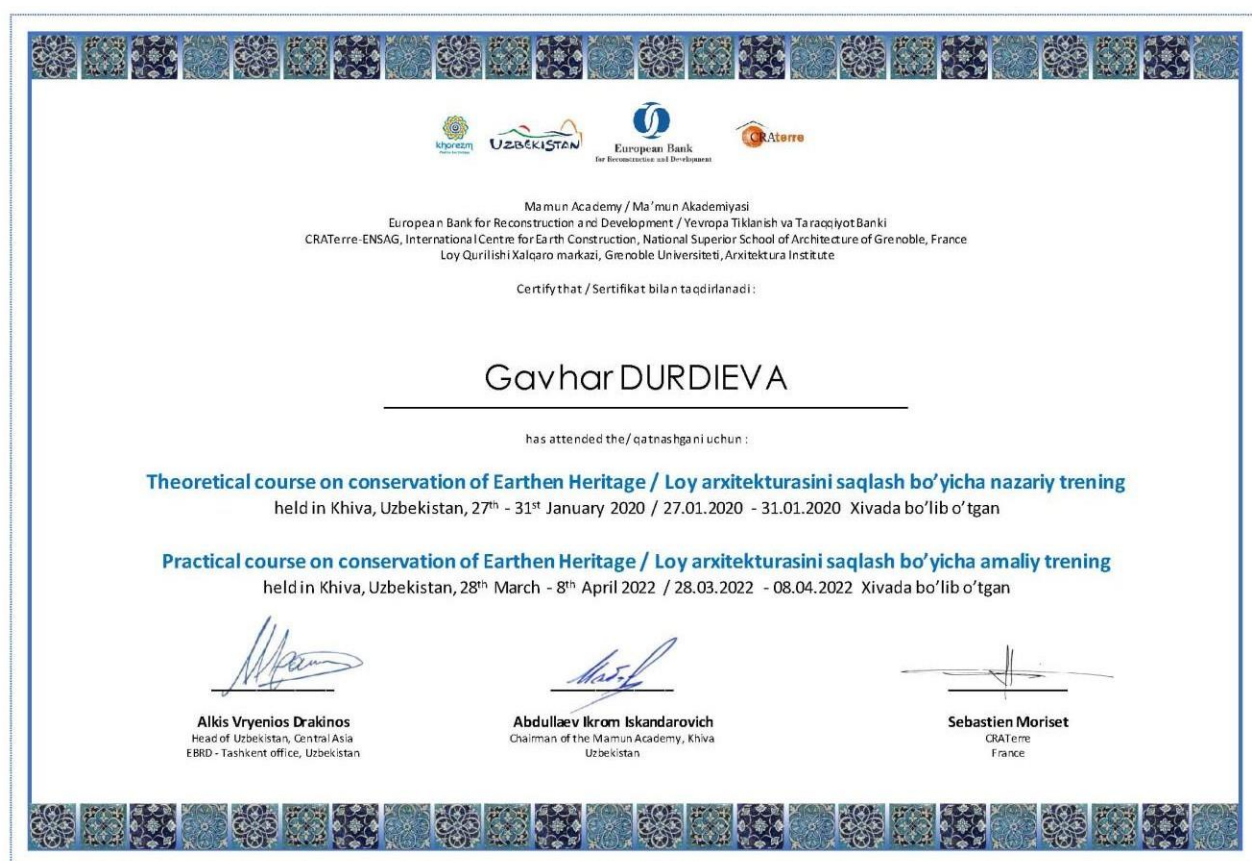 khorezm
UZBEKISTAN
European Bank
for Reconstruction and Development
CRAterre
Mamun Academy / Ma'mun Akademiyasi
European Bank for Reconstruction and Development / Yevropa Tiklanish va Taraqqiyot Banki
CRATerre-ENSAG, International Centre for Earth Construction, National Superior School of Architecture of Grenoble, France
Loy Qurilishi Xalqaro markazi, Grenoble Universiteti, Arxitektura Institute
Certify that / Sertifikat bilan taqdirlanadi :
Gavhar DURDIEVA
has attended the/ qatnashgani uchun :
Theoretical course on conservation of Earthen Heritage / Loy arxitekturasini saqlash bo'yicha nazariy trening
held in Khiva, Uzbekistan, 27th - 31st January 2020 / 27.01.2020 - 31.01.2020 Xivada bo'lib o'tgan
Practical course on conservation of Earthen Heritage / Loy arxitekturasini saqlash bo'yicha amaliy trening
held in Khiva, Uzbekistan, 28th March - 8th April 2022 / 28.03.2022 - 08.04.2022 Xivada bo'lib o'tgan
Alkis Vryenios Drakinos
Head of Uzbekistan, Central Asia
EBRD - Tashkent office, Uzbekistan
Abdullaev Ikrom Iskandarovich
Chairman of the Mamun Academy, Khiva
Uzbekistan
Sebastien Moriset
CRATerre
France